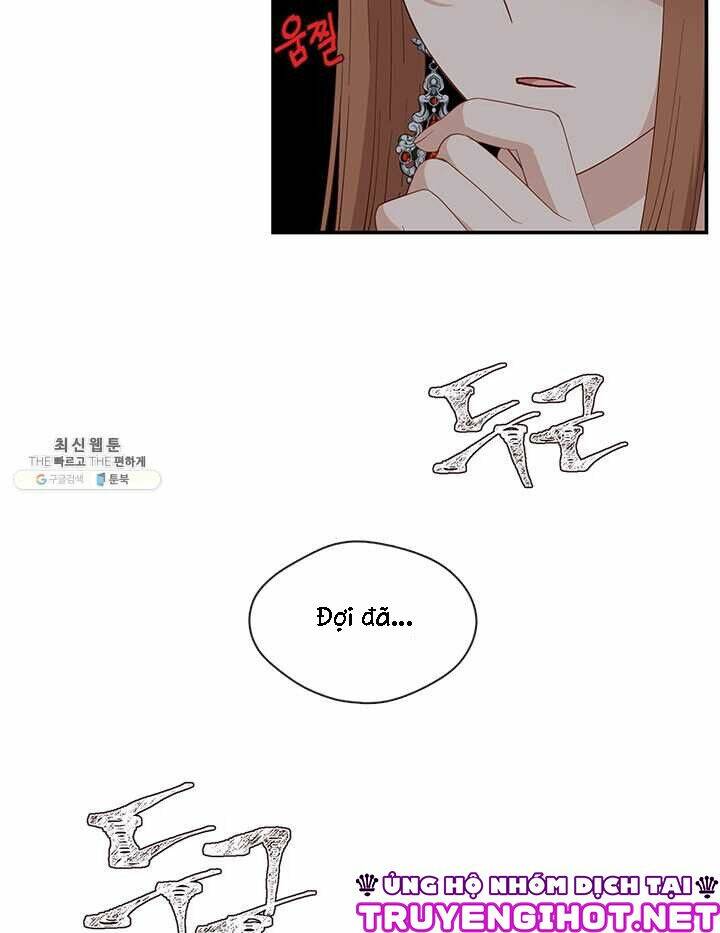 움찔
두근
최신웹툰
THE 빠르고 THE 편하게
구글검색 툰북
Đợi đã...
두근
ỦNG HỘ NHÓM DỊCH TẠI
TRUYENGIHOT.NET